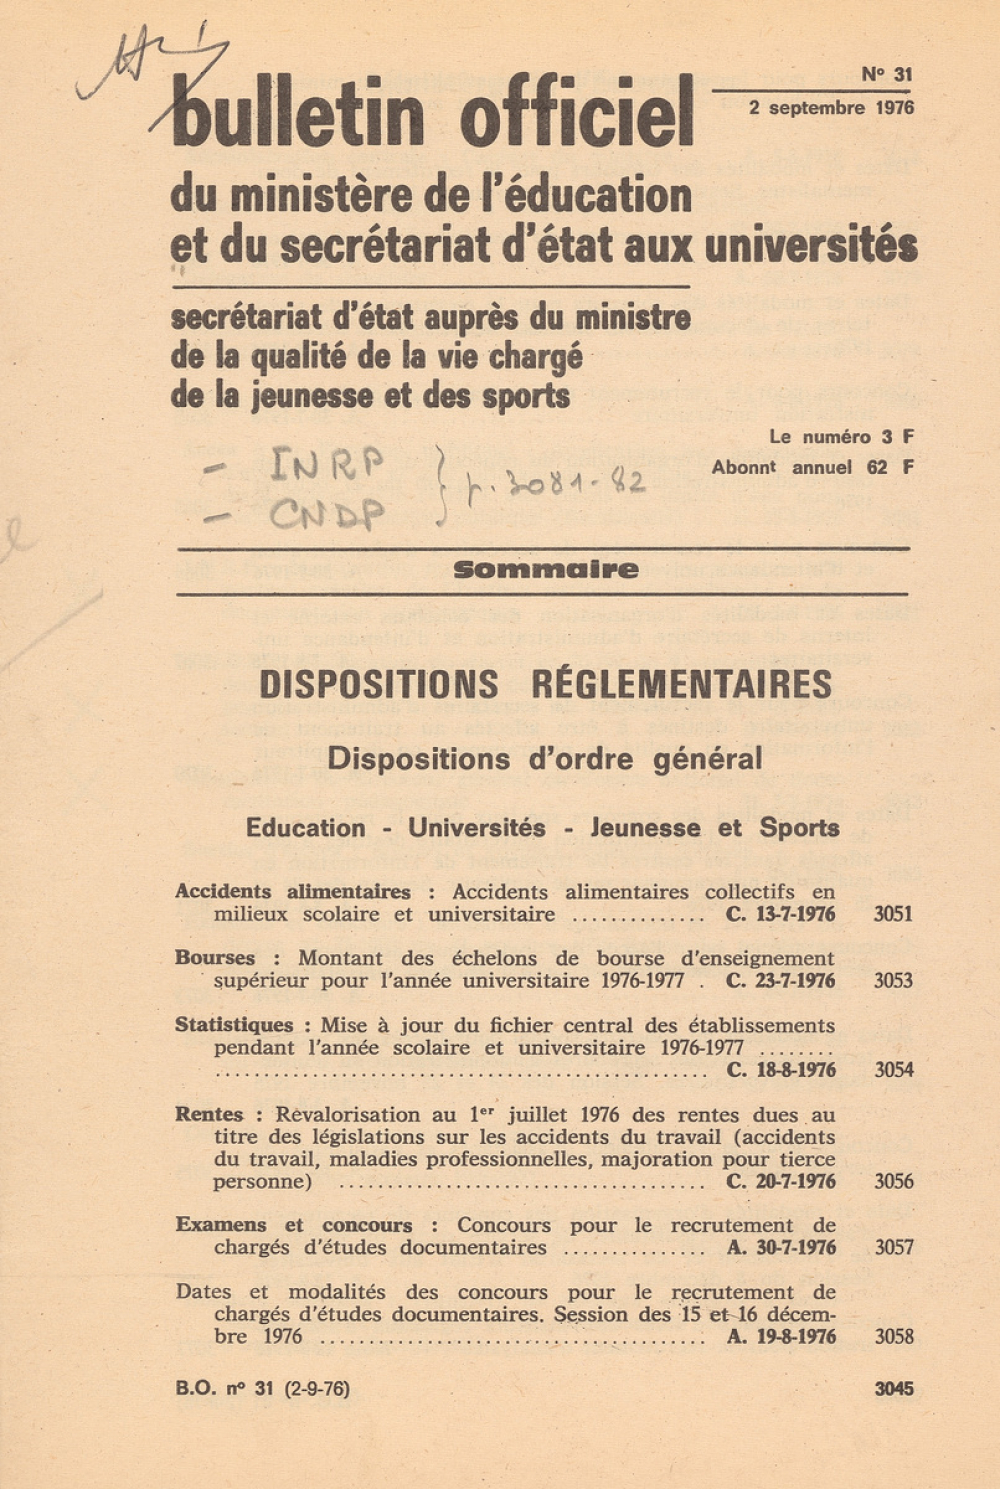 N° 31
bulletin officiel
2 septembre 1976
du ministère de l'éducation
et du secrétariat d'état aux universités
secrétariat d'état auprès du ministre
de la qualité de la vie chargé
de la jeunesse et des sports
Le numéro 3 F
Abonnt annuel 62 F
- INRP
- CNDP
} p. 3081-82
Sommaire
DISPOSITIONS RÉGLEMENTAIRES
Dispositions d'ordre général
Education - Universités - Jeunesse et Sports
Accidents alimentaires : Accidents alimentaires collectifs en
milieux scolaire et universitaire .............. C. 13-7-1976 3051
Bourses : Montant des échelons de bourse d'enseignement
supérieur pour l'année universitaire 1976-1977 . C. 23-7-1976 3053
Statistiques : Mise à jour du fichier central des établissements
pendant l'année scolaire et universitaire 1976-1977 ........
.................................................. C. 18-8-1976 3054
Rentes : Revalorisation au 1er juillet 1976 des rentes dues au
titre des législations sur les accidents du travail (accidents
du travail, maladies professionnelles, majoration pour tierce
personne) ..................................... C. 20-7-1976 3056
Examens et concours : Concours pour le recrutement de
chargés d'études documentaires ............... A. 30-7-1976 3057
Dates et modalités des concours pour le recrutement de
chargés d'études documentaires. Session des 15 et 16 décem-
bre 1976 ....................................... A. 19-8-1976 3058
B.O. n° 31 (2-9-76) 3045